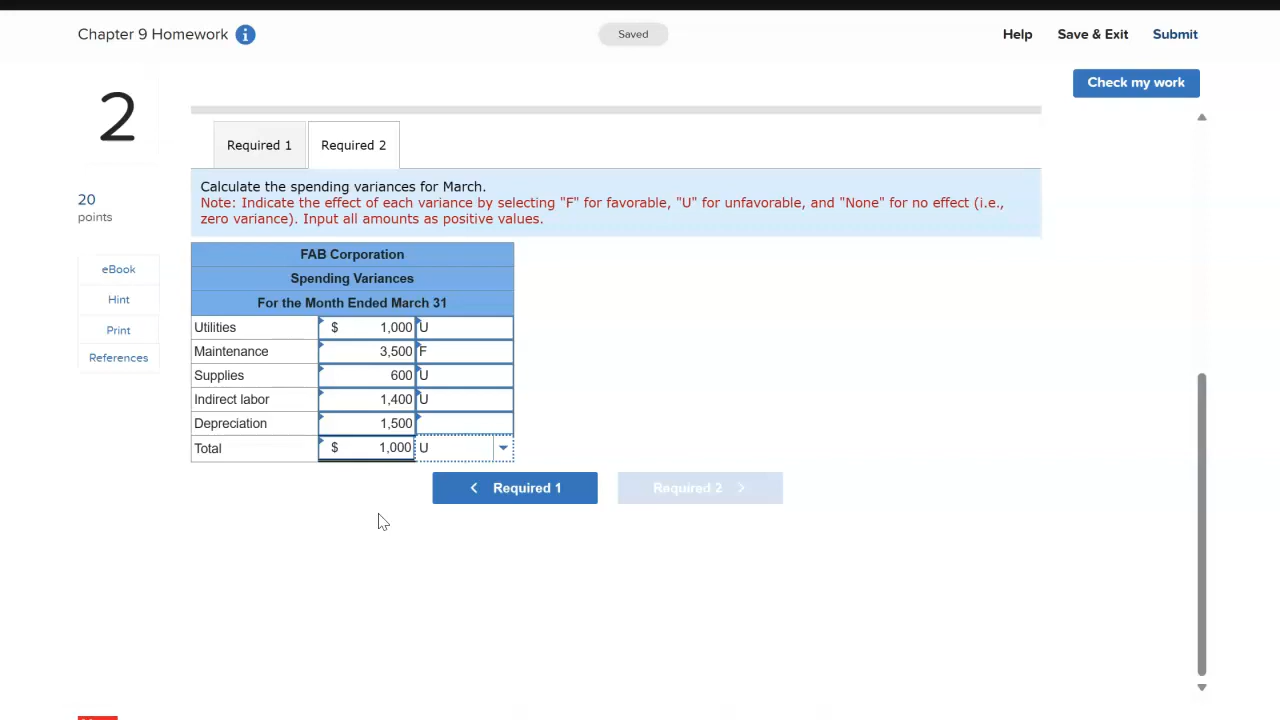 Chapter 9 Homework i
Saved
Help Save & Exit Submit
Check my work
2
20
points
eBook
Hint
Print
References
Required 1 Required 2
Calculate the spending variances for March.
Note: Indicate the effect of each variance by selecting "F" for favorable, "U" for unfavorable, and "None" for no effect (i.e.,
zero variance). Input all amounts as positive values.
FAB Corporation
Spending Variances
For the Month Ended March 31
Utilities $ 1,000 U
Maintenance 3,500 F
Supplies 600 U
Indirect labor 1,400 U
Depreciation 1,500
Total $ 1,000 U
< Required 1 Required 2 >